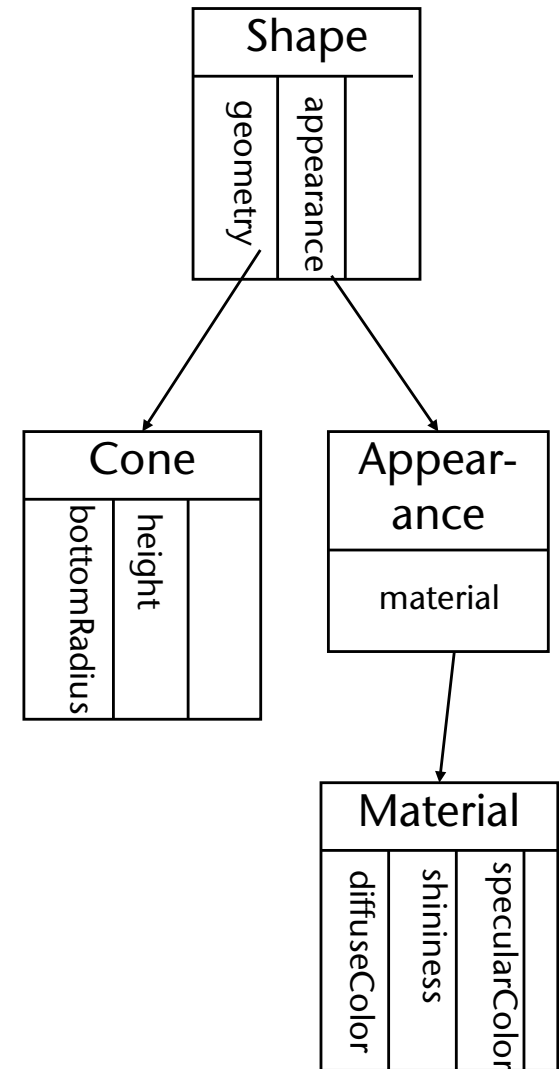 Shape
geometry
appearance
Cone
bottomRadius
height
Appear-
ance
material
Material
diffuseColor
shininess
specularColor